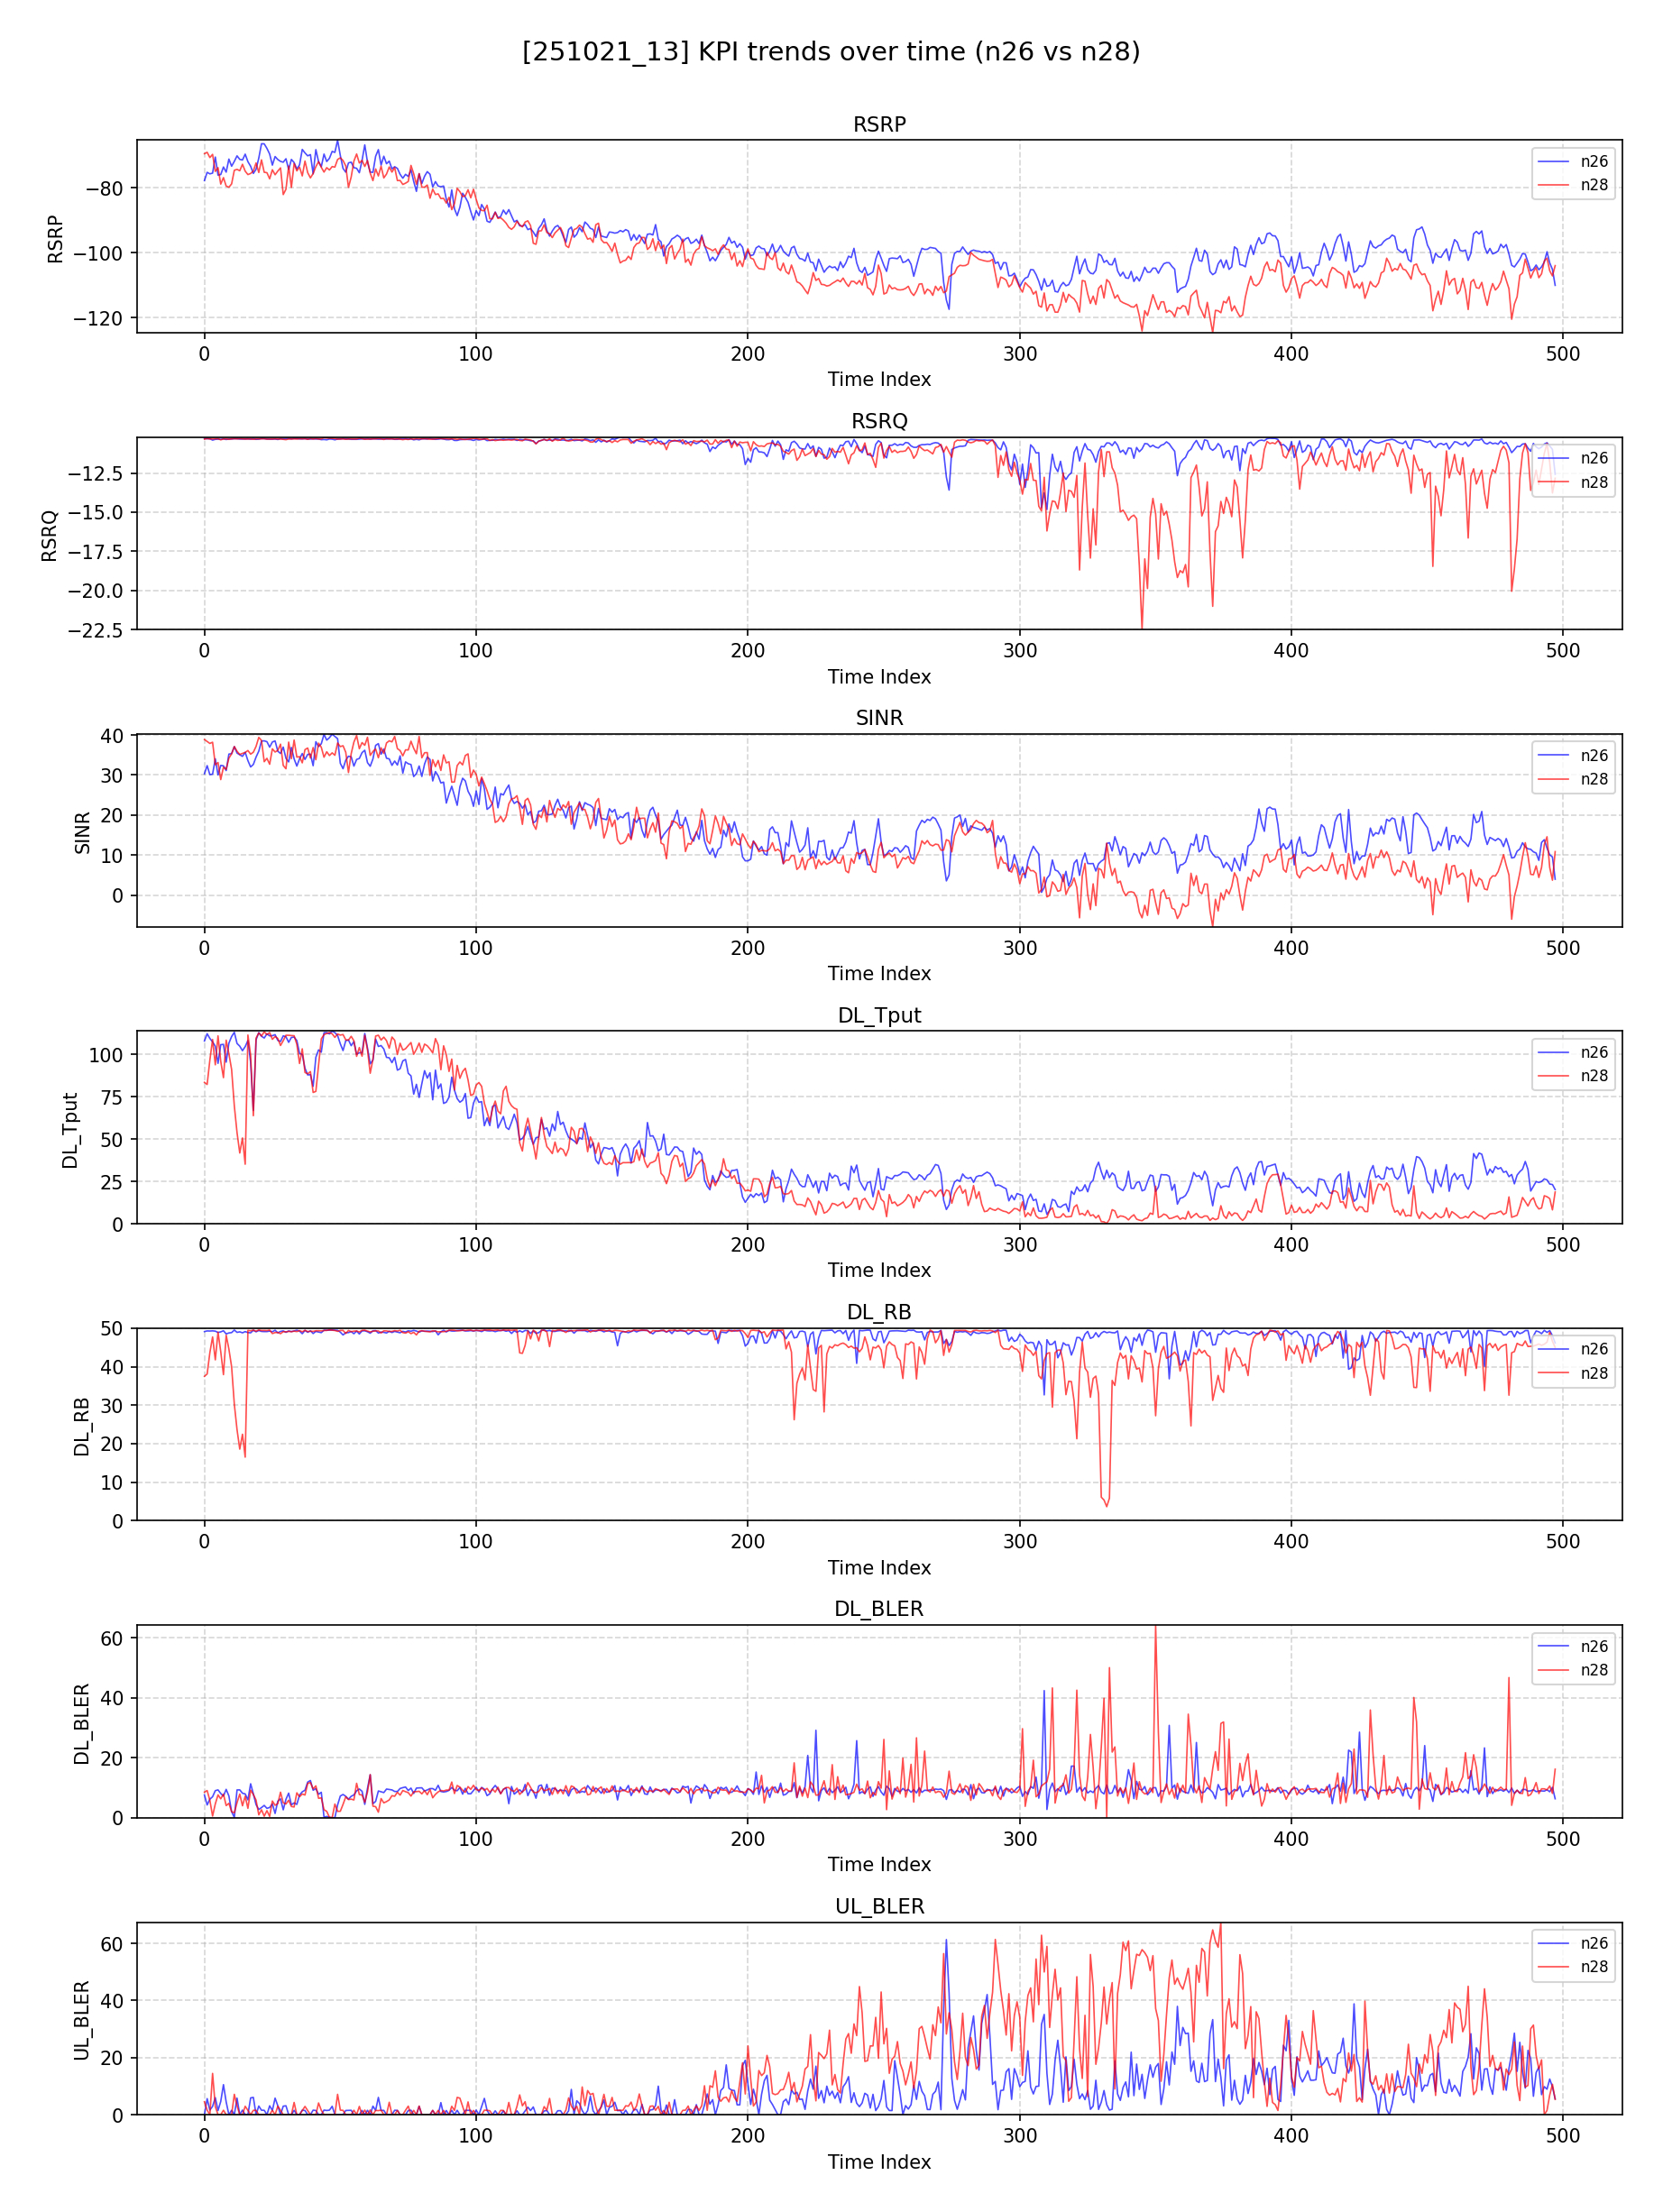 [251021_13] KPI trends over time (n26 vs n28)
RSRP
n26
n28
−80
−100
−120
RSRP
0 100 200 300 400 500
Time Index
RSRQ
n26
n28
−12.5
−15.0
−17.5
−20.0
−22.5
RSRQ
0 100 200 300 400 500
Time Index
SINR
n26
n28
40
30
20
10
0
SINR
0 100 200 300 400 500
Time Index
DL_Tput
n26
n28
100
75
50
25
0
DL_Tput
0 100 200 300 400 500
Time Index
DL_RB
n26
n28
50
40
30
20
10
0
DL_RB
0 100 200 300 400 500
Time Index
DL_BLER
n26
n28
60
40
20
0
DL_BLER
0 100 200 300 400 500
Time Index
UL_BLER
n26
n28
60
40
20
0
UL_BLER
0 100 200 300 400 500
Time Index